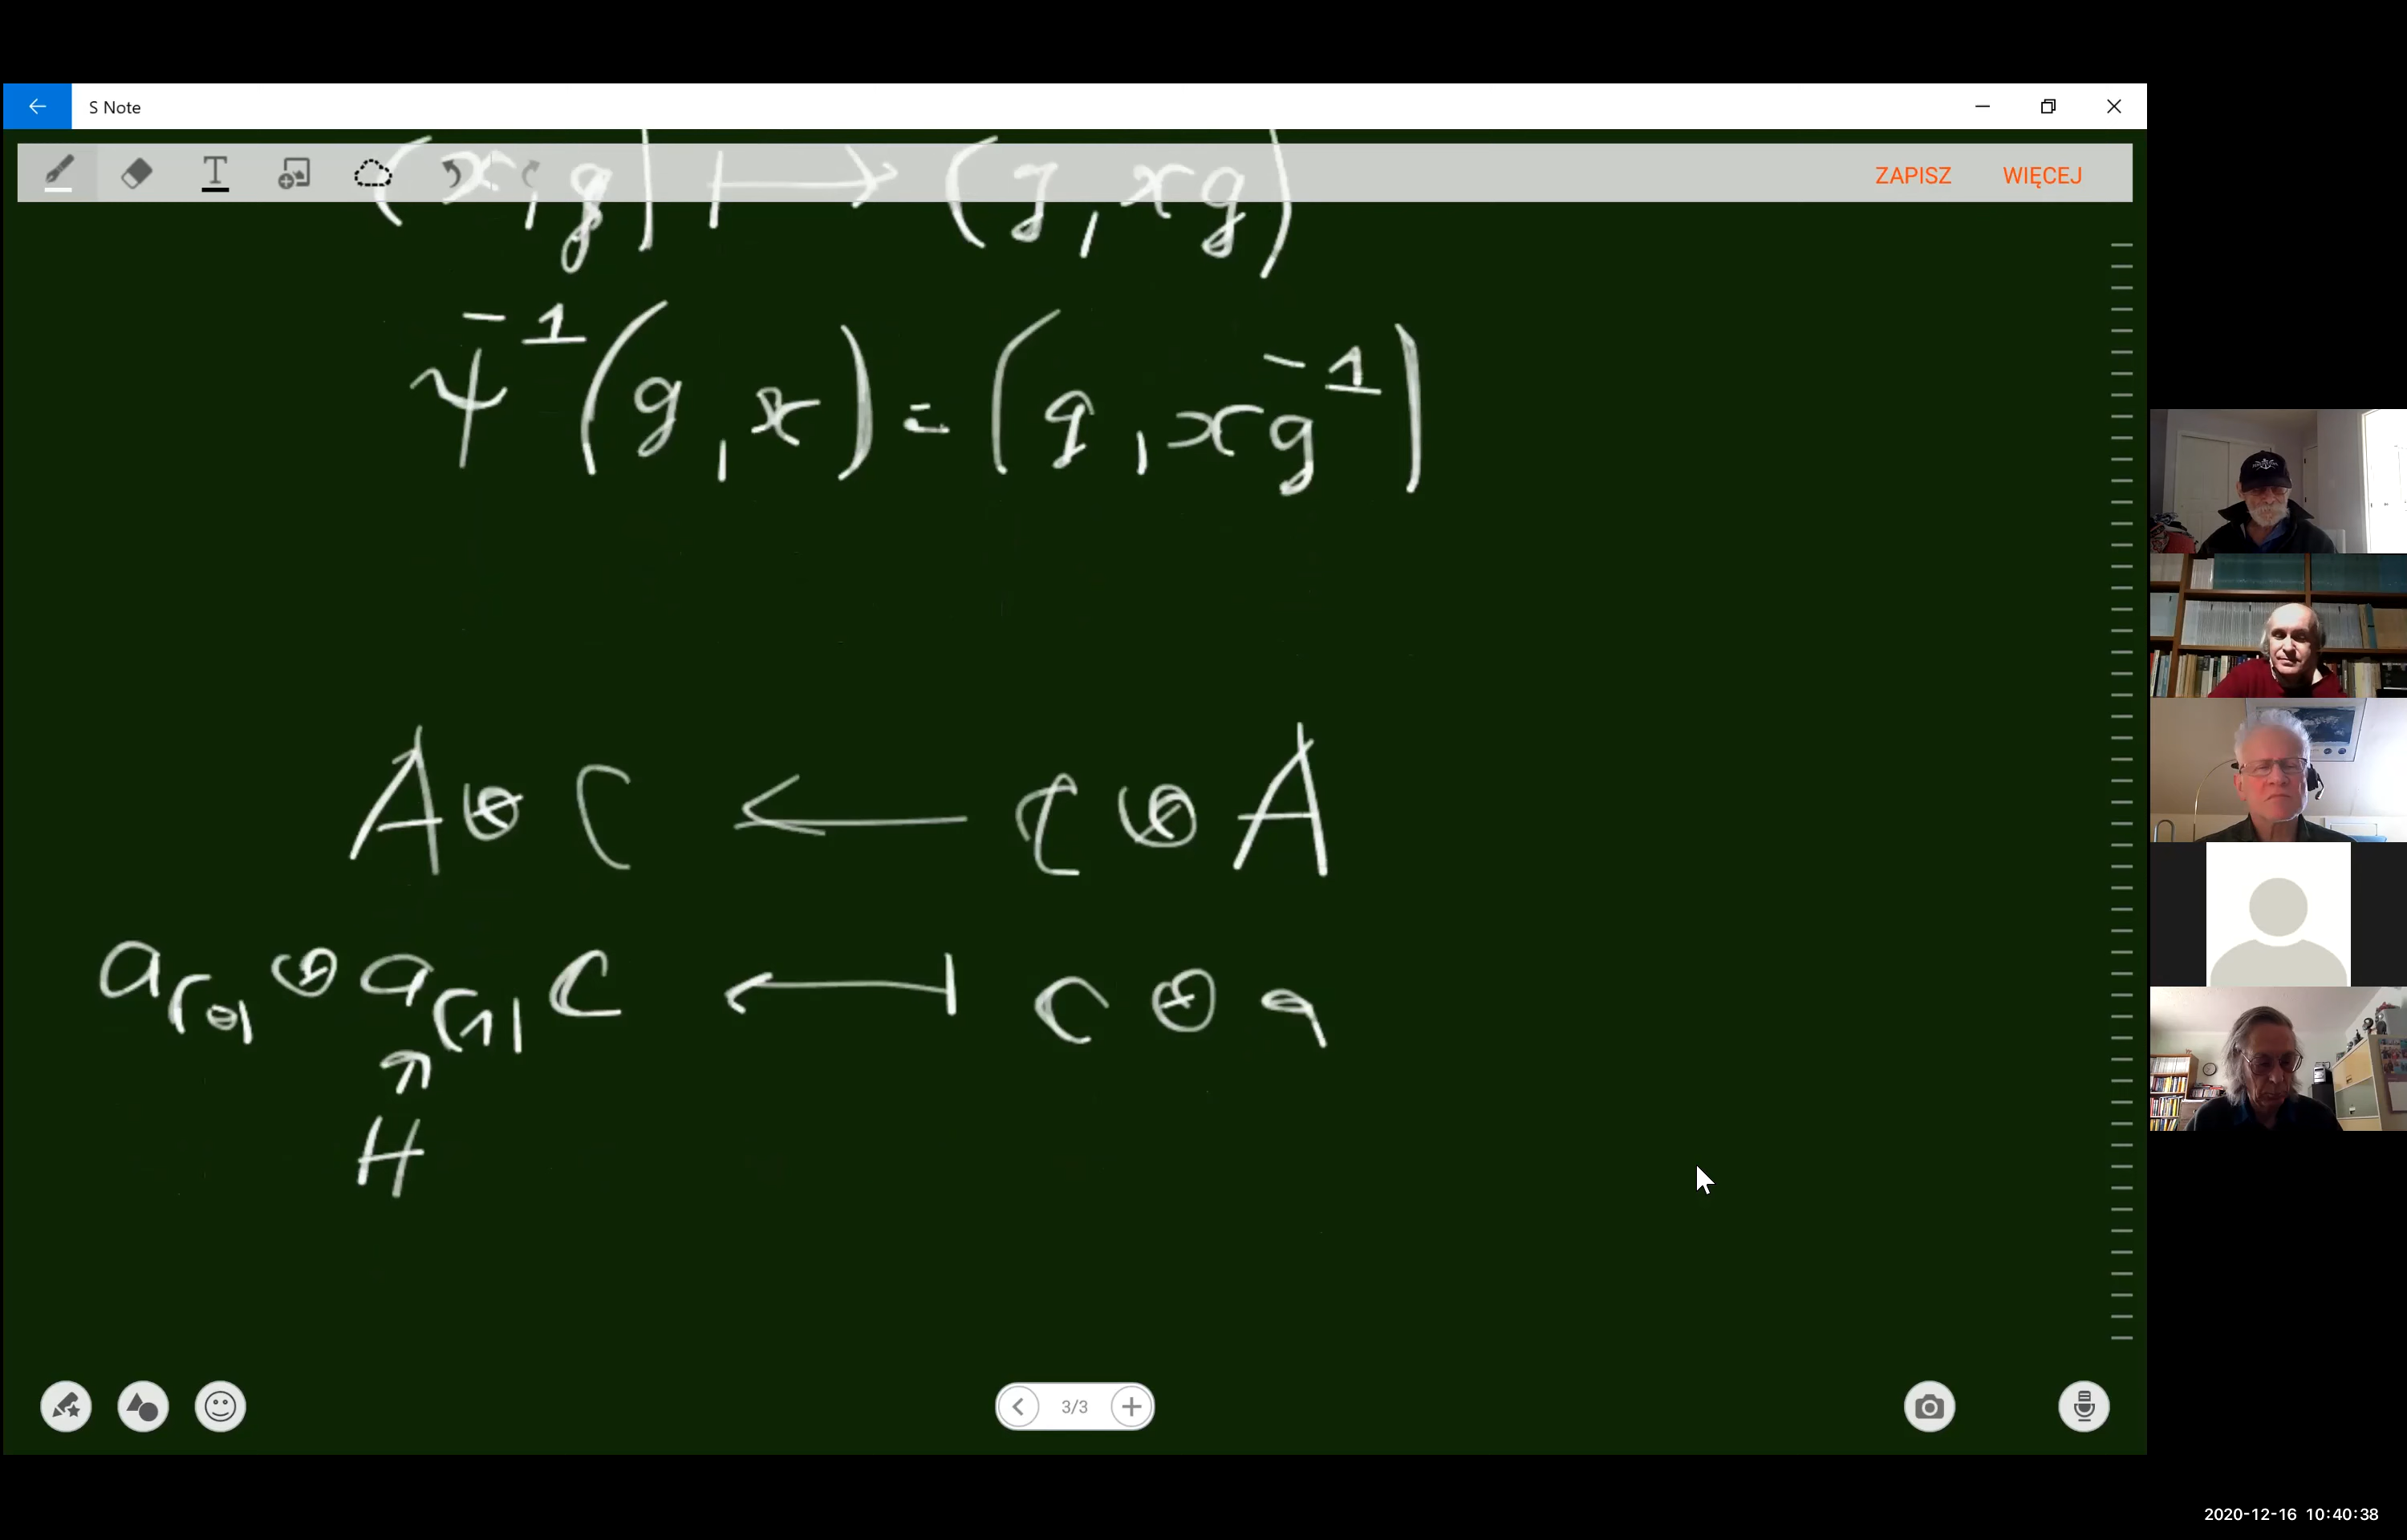 S Note
ZAPISZ WIĘCEJ
(x, g) ↦ (g, xg)
ψ⁻¹(g, x) = (g, xg⁻¹)
A ⊗ C ← C ⊗ A
a₍₀₎ ⊗ a₍₁₎ c ↤ c ⊗ a
H
3/3
2020-12-16 10:40:38